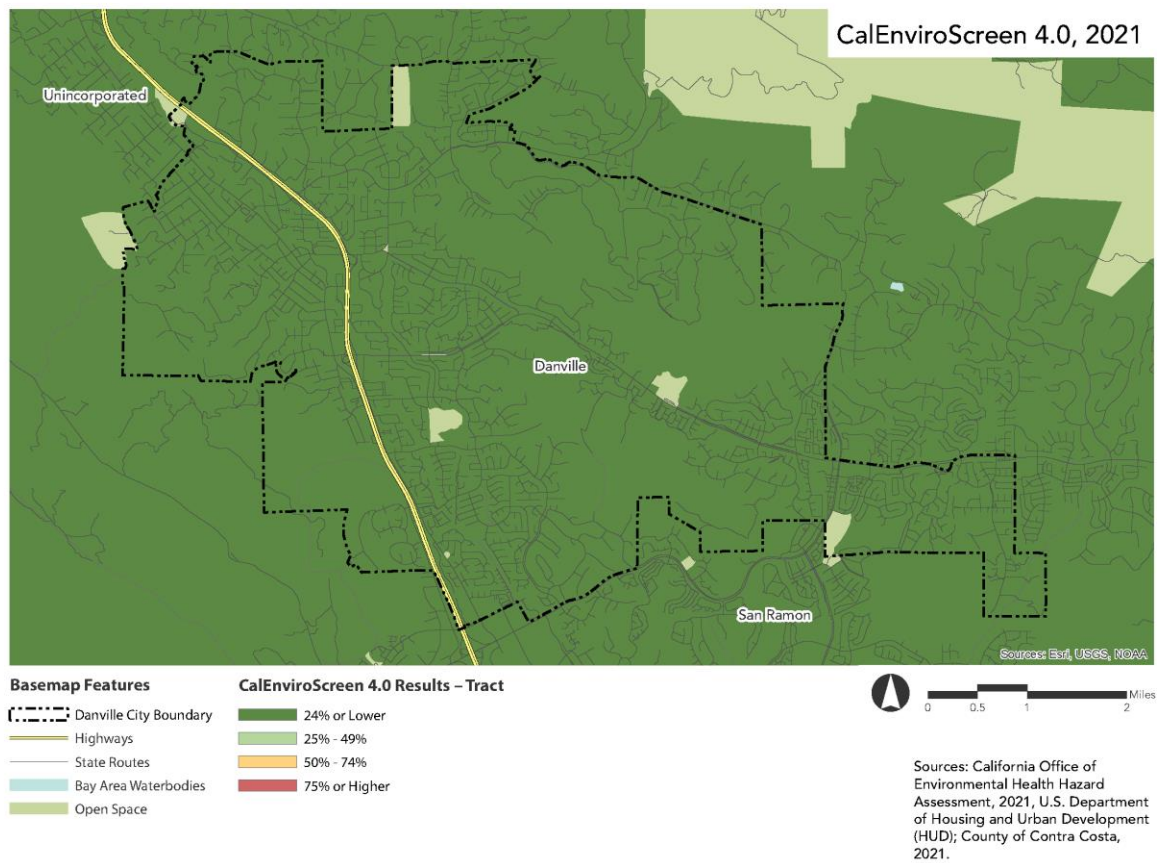 CalEnviroScreen 4.0, 2021
Unincorporated
Danville
San Ramon
Sources: Esri, USGS, NOAA
Basemap Features
Danville City Boundary
Highways
State Routes
Bay Area Waterbodies
Open Space
CalEnviroScreen 4.0 Results – Tract
24% or Lower
25% - 49%
50% - 74%
75% or Higher
0 0.5 1 2 Miles
Sources: California Office of
Environmental Health Hazard
Assessment, 2021, U.S. Department
of Housing and Urban Development
(HUD); County of Contra Costa,
2021.